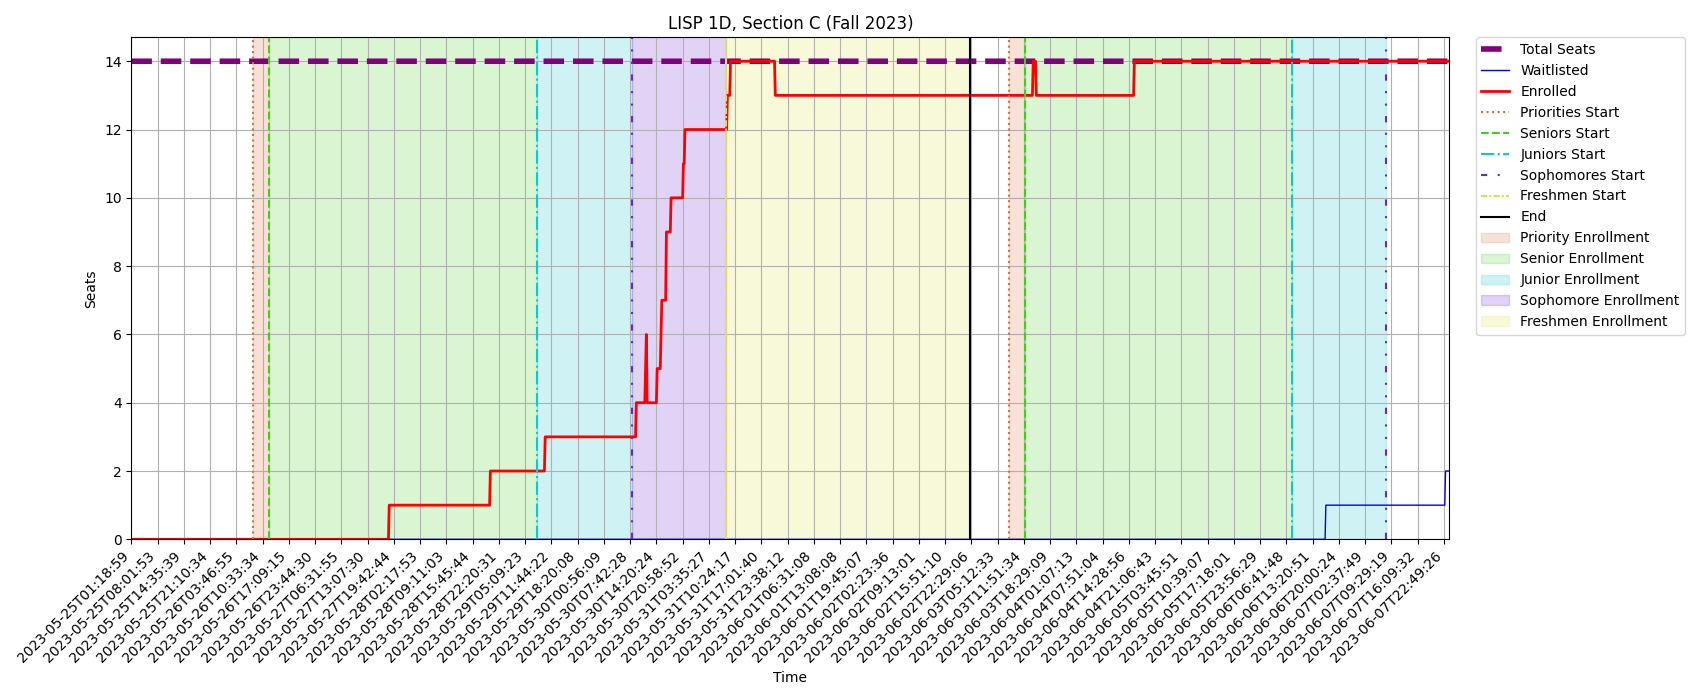 LISP 1D, Section C (Fall 2023)
14
12
10
8
6
4
2
0
Seats
2023-05-25T01:18:59
2023-05-25T08:01:53
2023-05-25T14:35:39
2023-05-25T21:10:34
2023-05-26T03:46:55
2023-05-26T10:33:34
2023-05-26T17:09:15
2023-05-26T23:44:30
2023-05-27T06:31:55
2023-05-27T13:07:30
2023-05-27T19:42:44
2023-05-28T02:17:53
2023-05-28T09:11:03
2023-05-28T15:45:44
2023-05-28T22:20:31
2023-05-29T05:09:23
2023-05-29T11:44:22
2023-05-29T18:20:08
2023-05-30T00:56:09
2023-05-30T07:42:28
2023-05-30T14:20:24
2023-05-30T20:58:52
2023-05-31T03:35:27
2023-05-31T10:24:17
2023-05-31T17:01:40
2023-05-31T23:38:12
2023-06-01T06:31:08
2023-06-01T13:08:08
2023-06-01T19:45:07
2023-06-02T02:23:36
2023-06-02T09:13:01
2023-06-02T15:51:10
2023-06-02T22:29:06
2023-06-03T05:12:33
2023-06-03T11:51:34
2023-06-03T18:29:09
2023-06-04T01:07:13
2023-06-04T07:51:04
2023-06-04T14:28:56
2023-06-04T21:06:43
2023-06-05T03:45:51
2023-06-05T10:39:07
2023-06-05T17:18:01
2023-06-05T23:56:29
2023-06-06T06:41:48
2023-06-06T13:20:51
2023-06-06T20:00:24
2023-06-07T02:37:49
2023-06-07T09:29:19
2023-06-07T16:09:32
2023-06-07T22:49:26
Time
Total Seats
Waitlisted
Enrolled
Priorities Start
Seniors Start
Juniors Start
Sophomores Start
Freshmen Start
End
Priority Enrollment
Senior Enrollment
Junior Enrollment
Sophomore Enrollment
Freshmen Enrollment